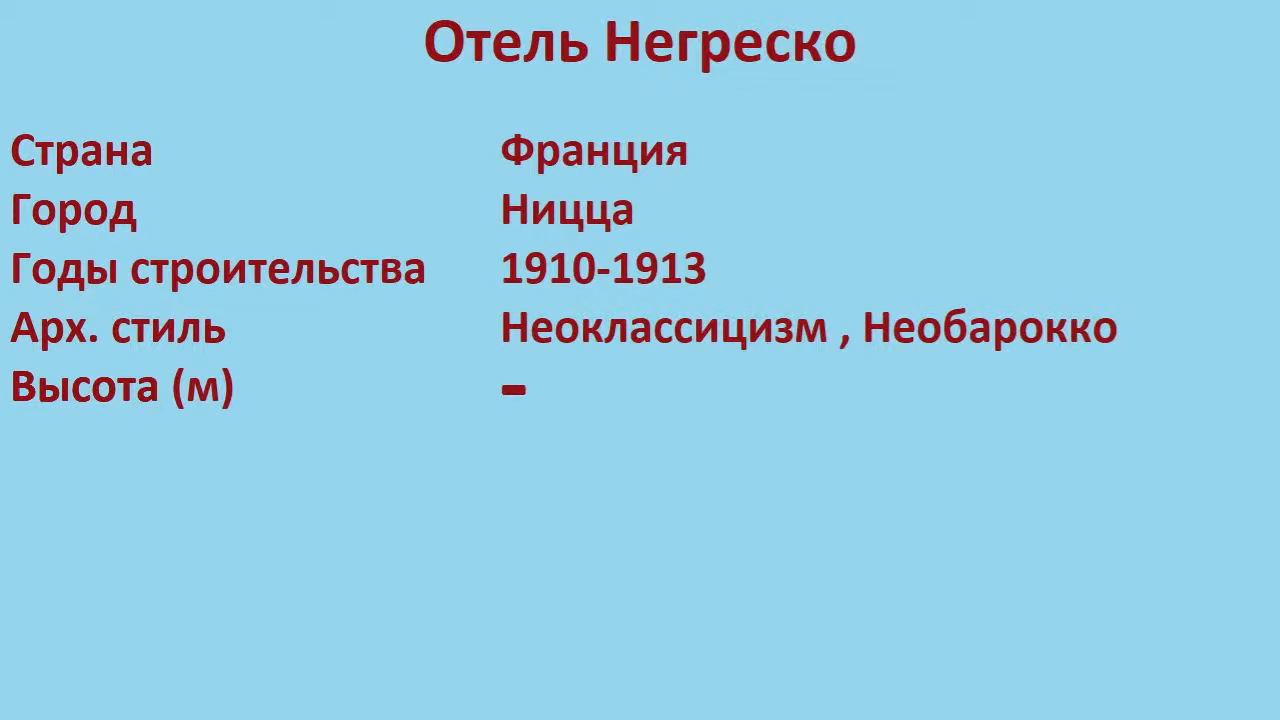 Отель Негреско
Страна Франция
Город Ницца
Годы строительства 1910-1913
Арх. стиль Неоклассицизм , Необарокко
Высота (м) -